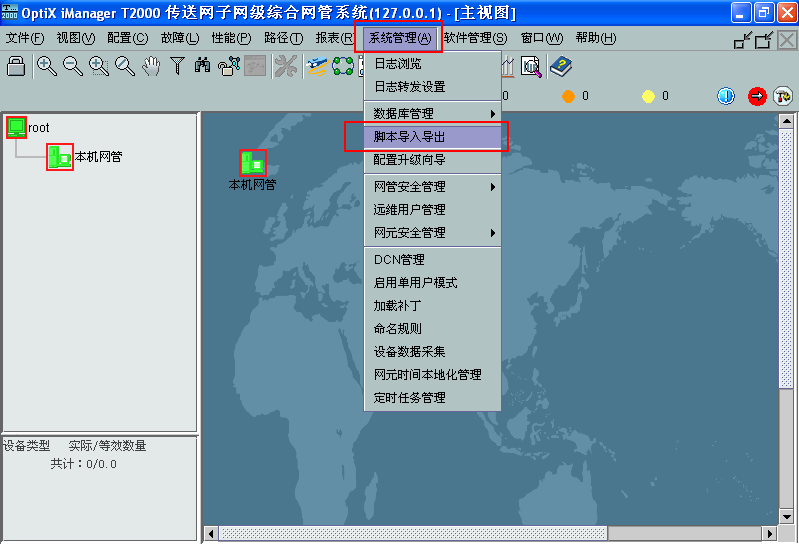 OptiX iManager T2000 传送网子网级综合网管系统(127.0.0.1) - [主视图]
文件(F) 视图(V) 配置(C) 故障(L) 性能(P) 路径(T) 报表(R 系统管理(A) 软件管理(S) 窗口(W) 帮助(H)
日志浏览
日志转发设置
0 0 0
数据库管理
脚本导入导出
配置升级向导
网管安全管理
远维用户管理
网元安全管理
DCN管理
启用单用户模式
加载补丁
命名规则
设备数据采集
网元时间本地化管理
定时任务管理
root
本机网管
本机网管
设备类型 实际/等效数量
共计：0/0.0